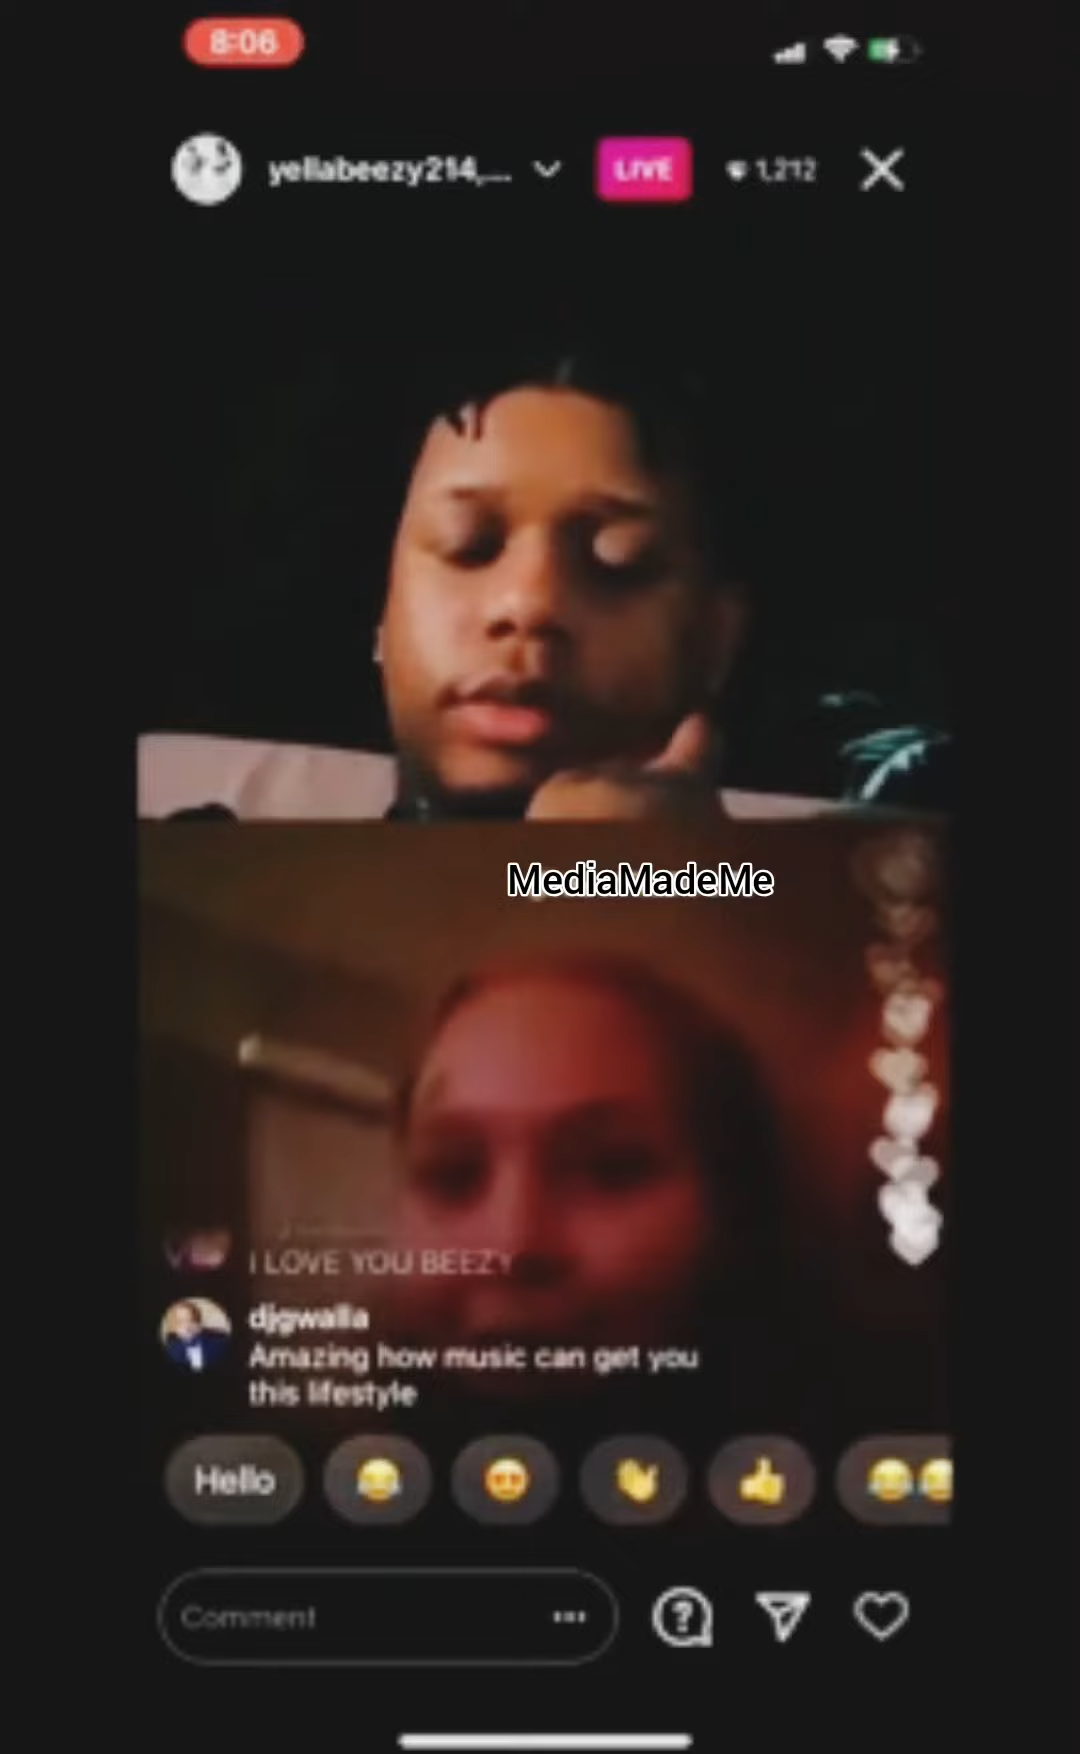 8:06
yellabeezy214,...
LIVE
1,212
MediaMadeMe
I LOVE YOU BEEZY
djgwalla
Amazing how music can get you
this lifestyle
Hello
Comment